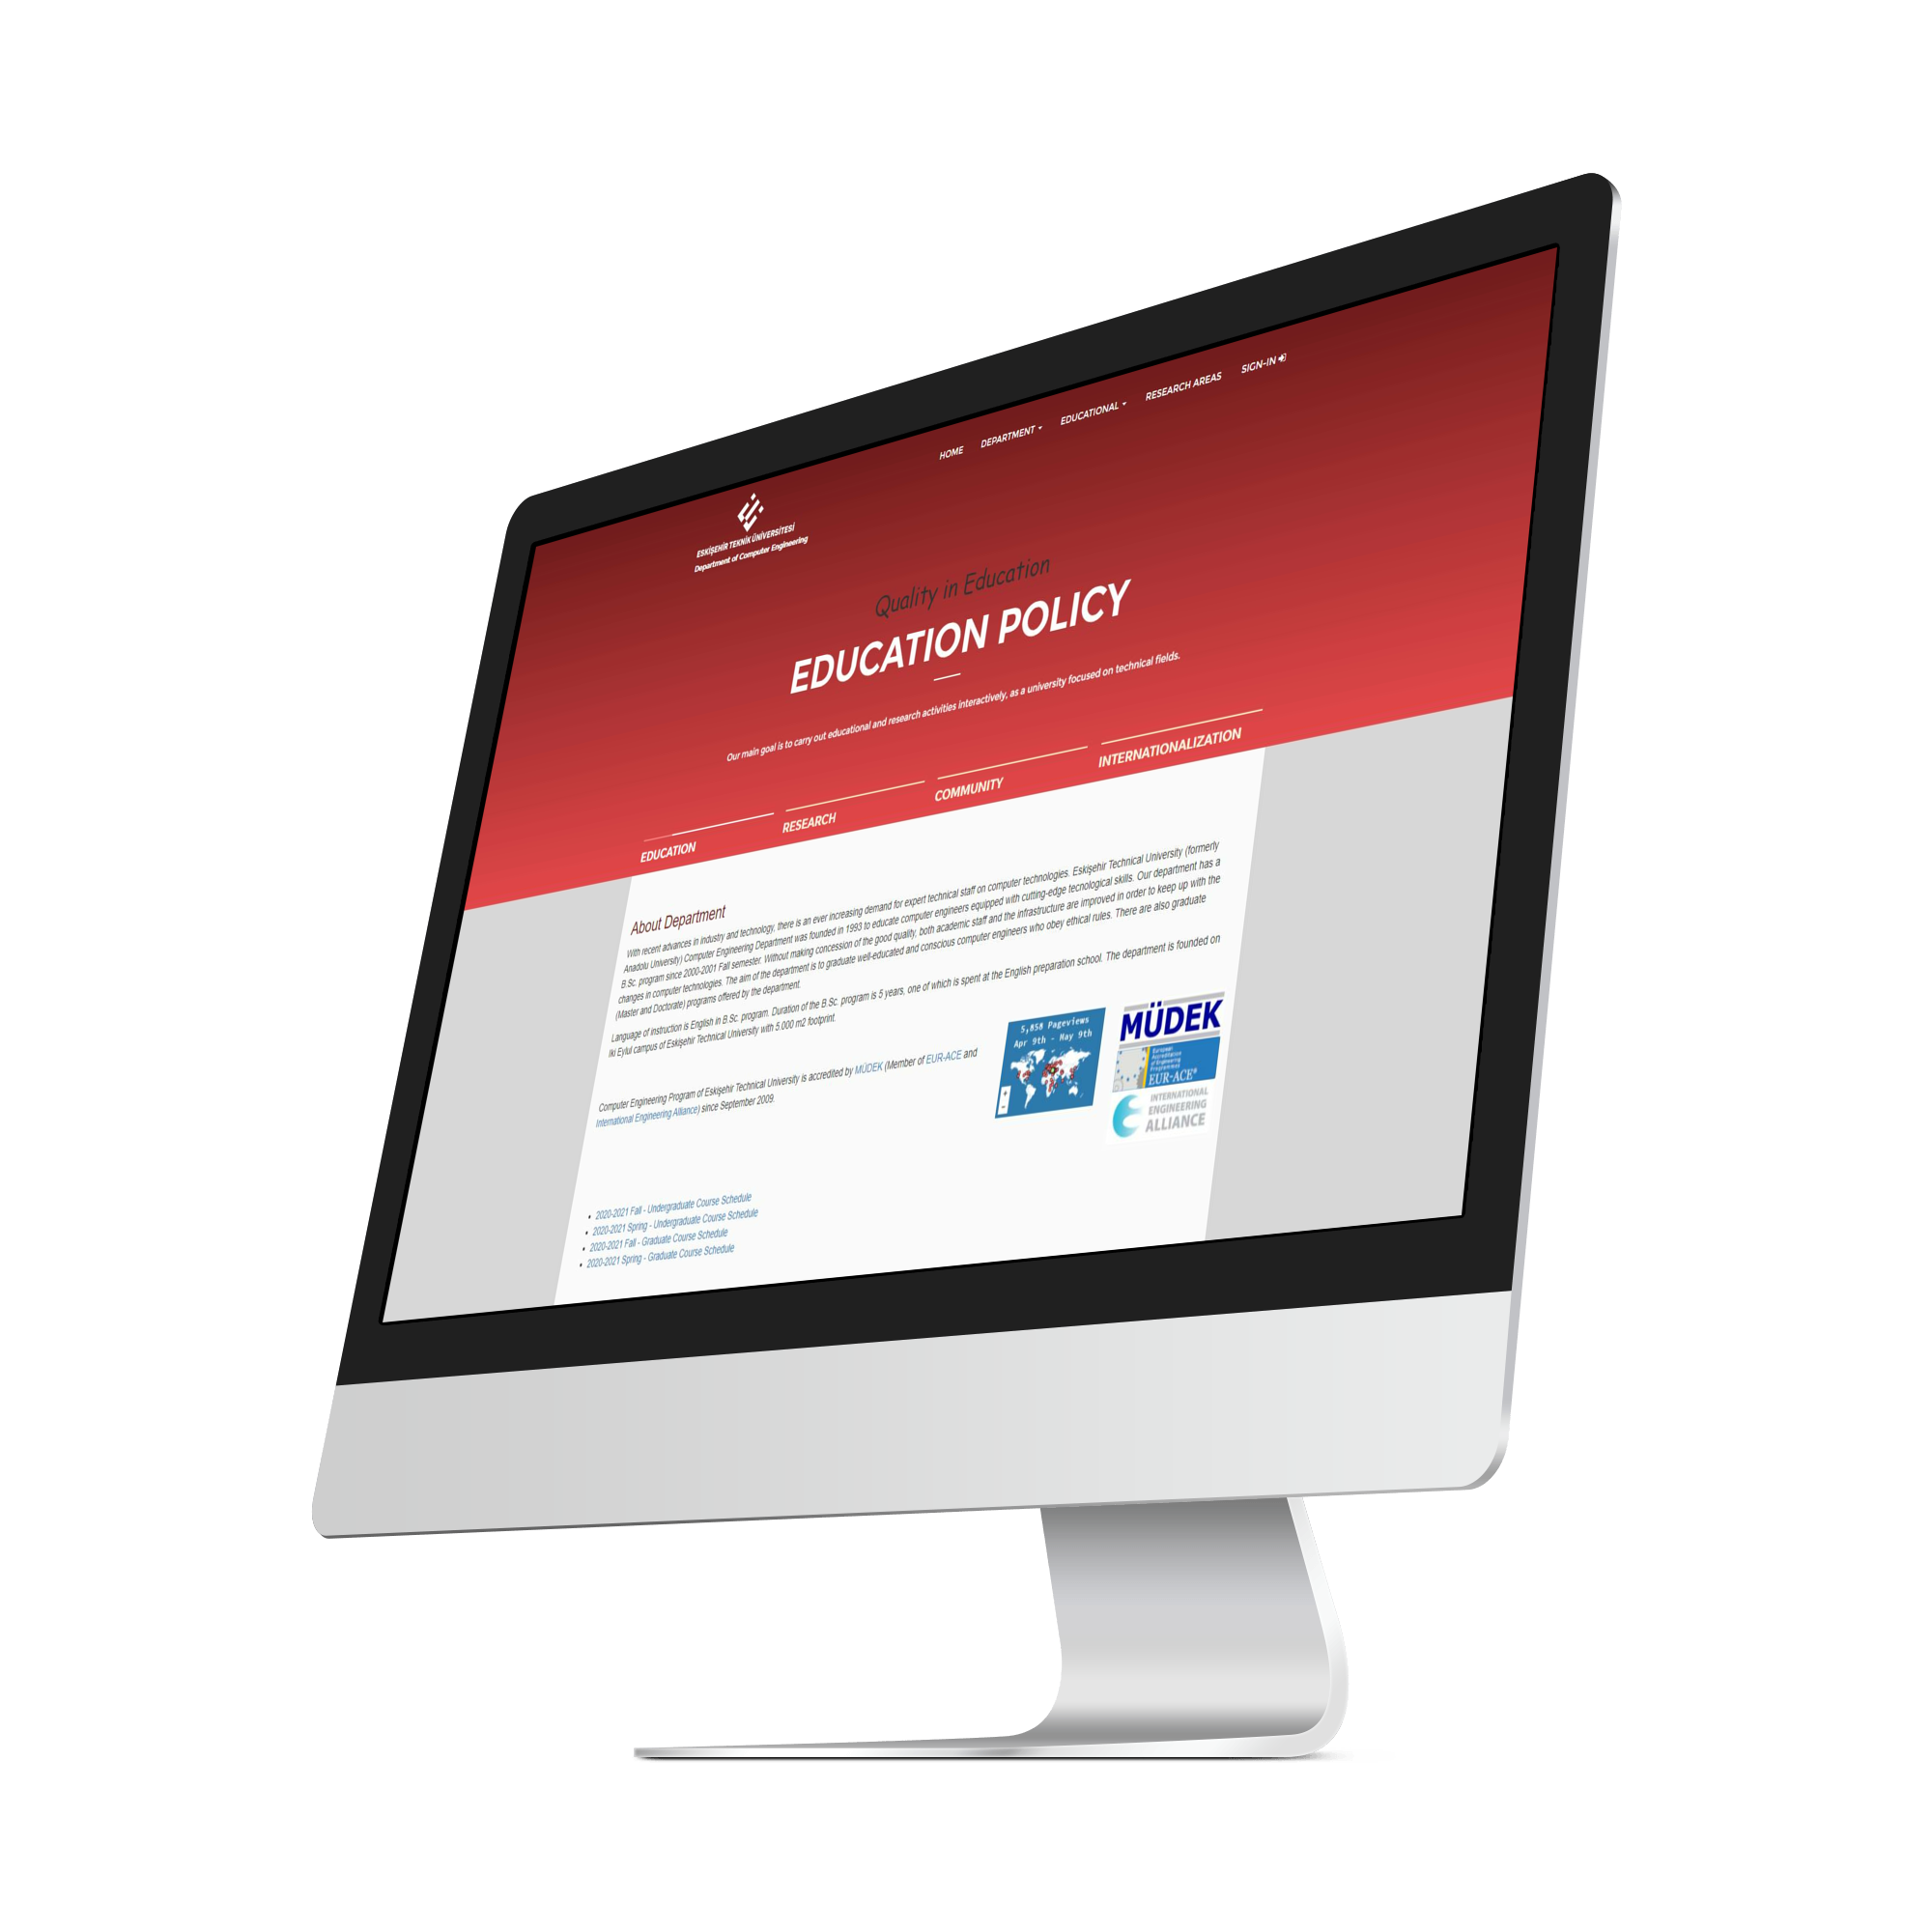 HOME
DEPARTMENT
EDUCATIONAL
RESEARCH AREAS
SIGN-IN
ESKİŞEHİR TEKNİK ÜNİVERSİTESİ
Department of Computer Engineering
Quality in Education
EDUCATION POLICY
Our main goal is to carry out educational and research activities interactively, as a university focused on technical fields.
EDUCATION
RESEARCH
COMMUNITY
INTERNATIONALIZATION
About Department
With recent advances in industry and technology, there is an ever increasing demand for expert technical staff on computer technologies. Eskişehir Technical University (formerly
Anadolu University) Computer Engineering Department was founded in 1993 to educate computer engineers equipped with cutting-edge tecnological skills. Our department has a
B.Sc. program since 2000-2001 Fall semester. Without making concession of the good quality, both academic staff and the infrastructure are improved in order to keep up with the
changes in computer technologies. The aim of the department is to graduate well-educated and conscious computer engineers who obey ethical rules. There are also graduate
(Master and Doctorate) programs offered by the department.
Language of instruction is English in B.Sc. program. Duration of the B.Sc. program is 5 years, one of which is spent at the English preparation school. The department is founded on
Iki Eylul campus of Eskişehir Technical University with 5.000 m2 footprint.
Computer Engineering Program of Eskişehir Technical University is accredited by MÜDEK (Member of EUR-ACE and
International Engineering Alliance) since September 2009.
5,858 Pageviews
Apr 9th - May 9th
MÜDEK
European
Accreditation
of Engineering
Programmes
EUR-ACE®
INTERNATIONAL
ENGINEERING
ALLIANCE
• 2020-2021 Fall - Undergraduate Course Schedule
• 2020-2021 Spring - Undergraduate Course Schedule
• 2020-2021 Fall - Graduate Course Schedule
• 2020-2021 Spring - Graduate Course Schedule